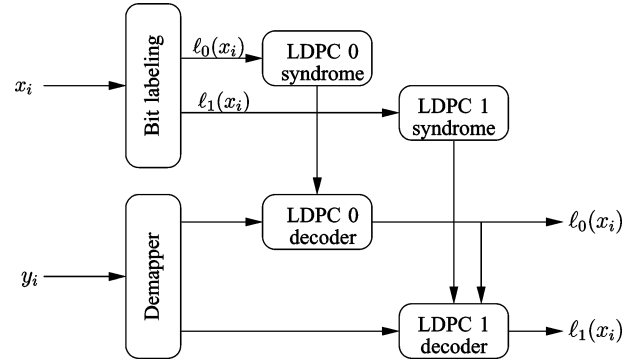 x_i
Bit labeling
ℓ_0(x_i)
LDPC 0
syndrome
ℓ_1(x_i)
LDPC 1
syndrome
y_i
Demapper
LDPC 0
decoder
ℓ_0(x_i)
LDPC 1
decoder
ℓ_1(x_i)